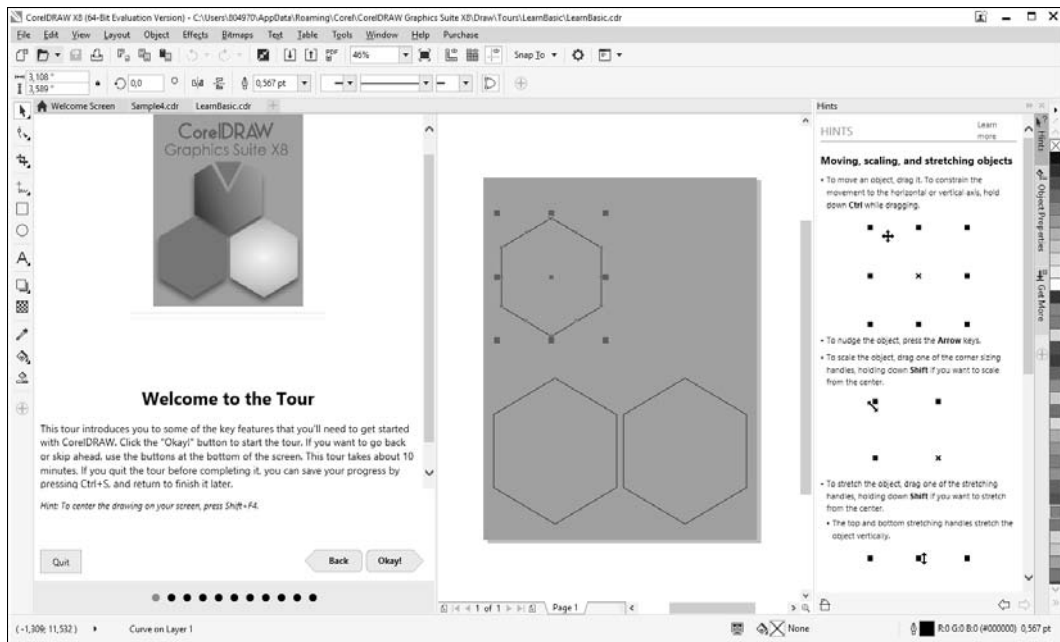 CorelDRAW X8 (64-Bit Evaluation Version) - C:\Users\804970\AppData\Roaming\Corel\CorelDRAW Graphics Suite X8\Draw\Tours\LearnBasic\LearnBasic.cdr
File Edit View Layout Object Effects Bitmaps Text Table Tools Window Help Purchase
PDF 46% Snap To
3,108 "
3,589 "
0,0
0,567 pt
Welcome Screen Sample4.cdr LearnBasic.cdr
CorelDRAW
Graphics Suite X8
Welcome to the Tour
This tour introduces you to some of the key features that you'll need to get started
with CorelDRAW. Click the "Okay!" button to start the tour. If you want to go back
or skip ahead, use the buttons at the bottom of the screen. This tour takes about 10
minutes. If you quit the tour before completing it, you can save your progress by
pressing Ctrl+S, and return to finish it later.
Hint: To center the drawing on your screen, press Shift+F4.
Quit Back Okay!
1 of 1 Page 1
Hints
HINTS Learn
more
Moving, scaling, and stretching objects
• To move an object, drag it. To constrain the
movement to the horizontal or vertical axis, hold
down Ctrl while dragging.
• To nudge the object, press the Arrow keys.
• To scale the object, drag one of the corner sizing
handles, holding down Shift if you want to scale
from the center.
• To stretch the object, drag one of the stretching
handles, holding down Shift if you want to stretch
from the center.
• The top and bottom stretching handles stretch the
object vertically.
Hints
Object Properties
Get More
(-1,309; 11,532) Curve on Layer 1 None R:0 G:0 B:0 (#000000) 0,567 pt